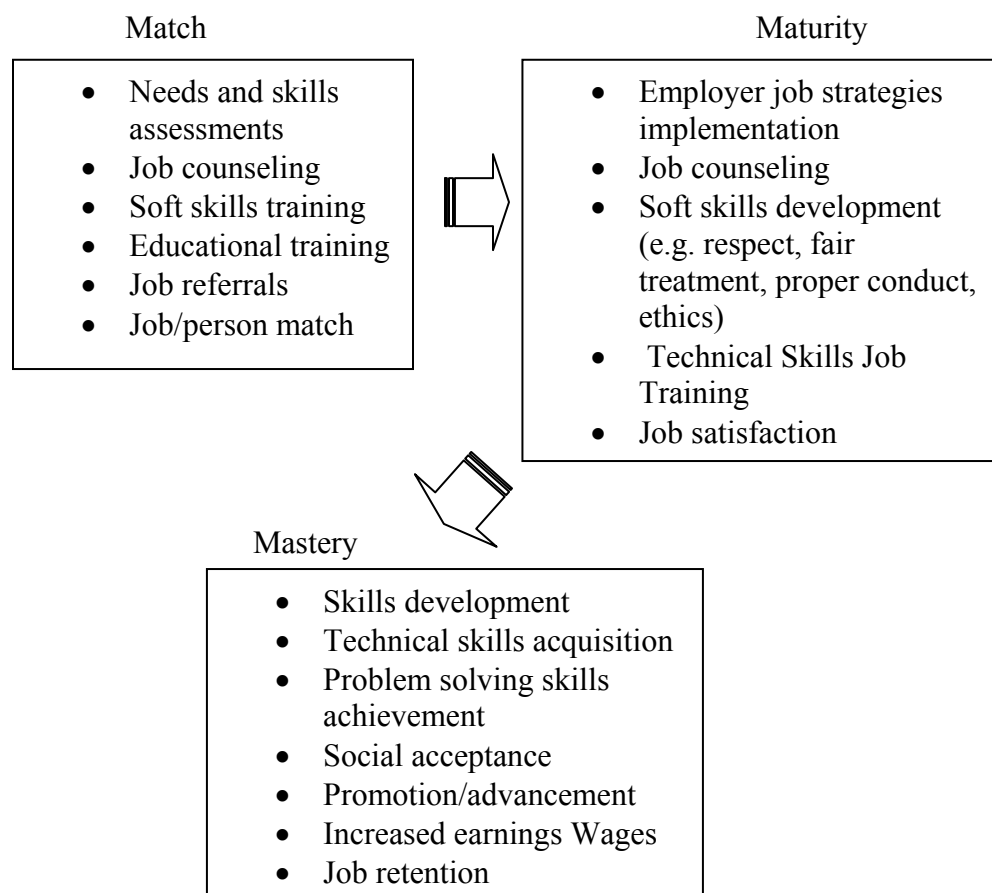 Match
• Needs and skills
assessments
• Job counseling
• Soft skills training
• Educational training
• Job referrals
• Job/person match
Maturity
• Employer job strategies
implementation
• Job counseling
• Soft skills development
(e.g. respect, fair
treatment, proper conduct,
ethics)
• Technical Skills Job
Training
• Job satisfaction
Mastery
• Skills development
• Technical skills acquisition
• Problem solving skills
achievement
• Social acceptance
• Promotion/advancement
• Increased earnings Wages
• Job retention